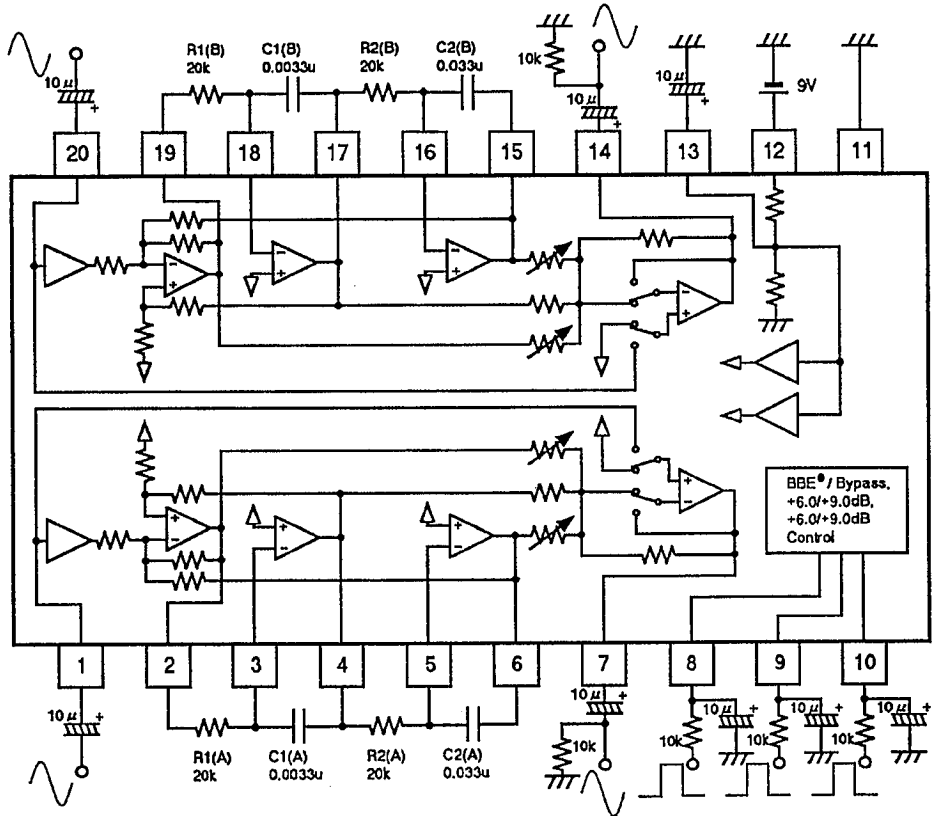 R1(B)
20k
C1(B)
0.0033u
R2(B)
20k
C2(B)
0.033u
10μ
+
10k
10μ
+
10μ
+
9V
20
19
18
17
16
15
14
13
12
11
−
+
−
+
−
+
−
+
+
−
+
−
+
−
+
−
BBE® / Bypass,
+6.0/+9.0dB,
+6.0/+9.0dB
Control
1
2
3
4
5
6
7
8
9
10
10μ
+
R1(A)
20k
C1(A)
0.0033u
R2(A)
20k
C2(A)
0.033u
10μ
+
10k
10μ
+
10k
10μ
+
10k
10μ
+
10k